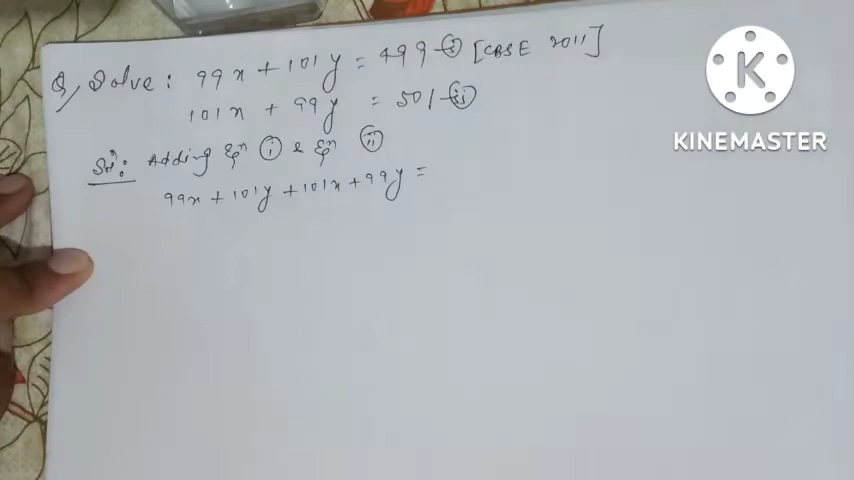 Q, Solve: 99x + 101y = 499 -(i) [CBSE 2011]
101x + 99y = 501 -(ii)
Solⁿ: Adding Eqⁿ (i) & Eqⁿ (ii)
99x + 101y + 101x + 99y =
K
KINEMASTER